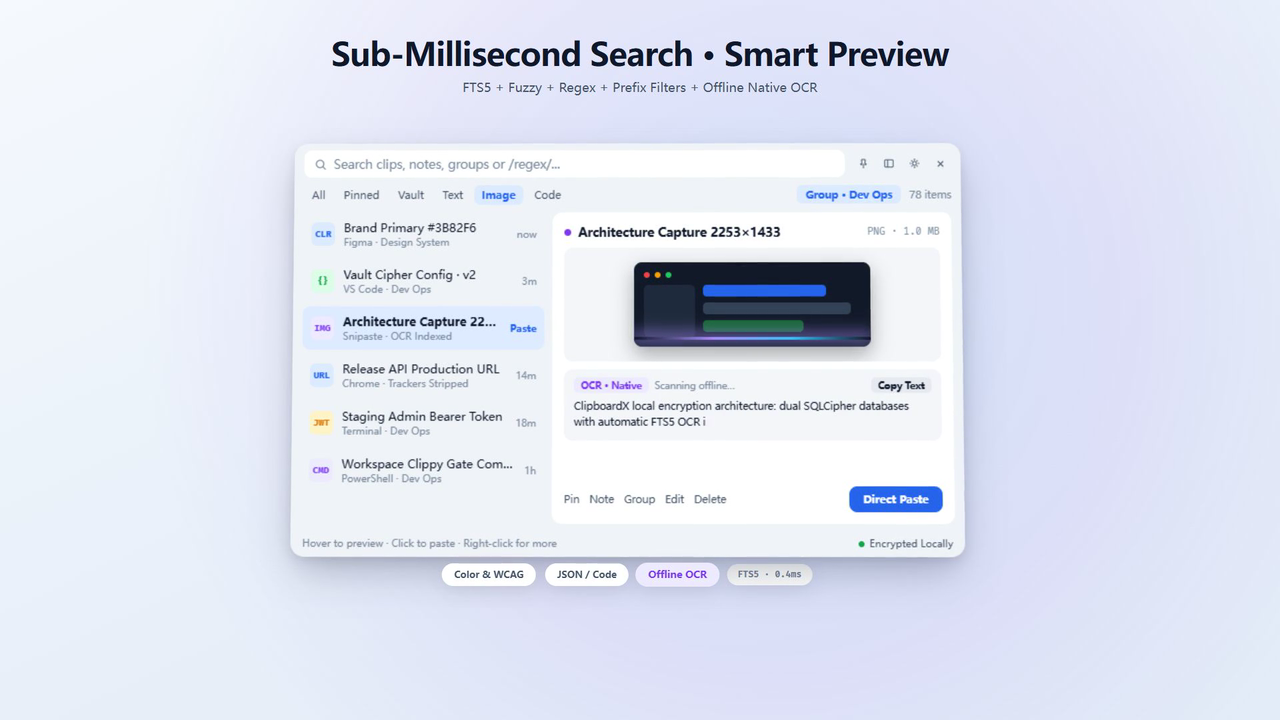 Sub-Millisecond Search • Smart Preview
FTS5 + Fuzzy + Regex + Prefix Filters + Offline Native OCR
Search clips, notes, groups or /regex/...
All Pinned Vault Text Image Code
Group • Dev Ops 78 items
CLR Brand Primary #3B82F6 now
Figma · Design System
{} Vault Cipher Config · v2 3m
VS Code · Dev Ops
IMG Architecture Capture 22... Paste
Snipaste · OCR Indexed
URL Release API Production URL 14m
Chrome · Trackers Stripped
JWT Staging Admin Bearer Token 18m
Terminal · Dev Ops
CMD Workspace Clippy Gate Com... 1h
PowerShell · Dev Ops
Architecture Capture 2253×1433 PNG · 1.0 MB
OCR • Native Scanning offline... Copy Text
ClipboardX local encryption architecture: dual SQLCipher databases
with automatic FTS5 OCR i
Pin Note Group Edit Delete Direct Paste
Hover to preview · Click to paste · Right-click for more
Encrypted Locally
Color & WCAG JSON / Code Offline OCR FTS5 · 0.4ms